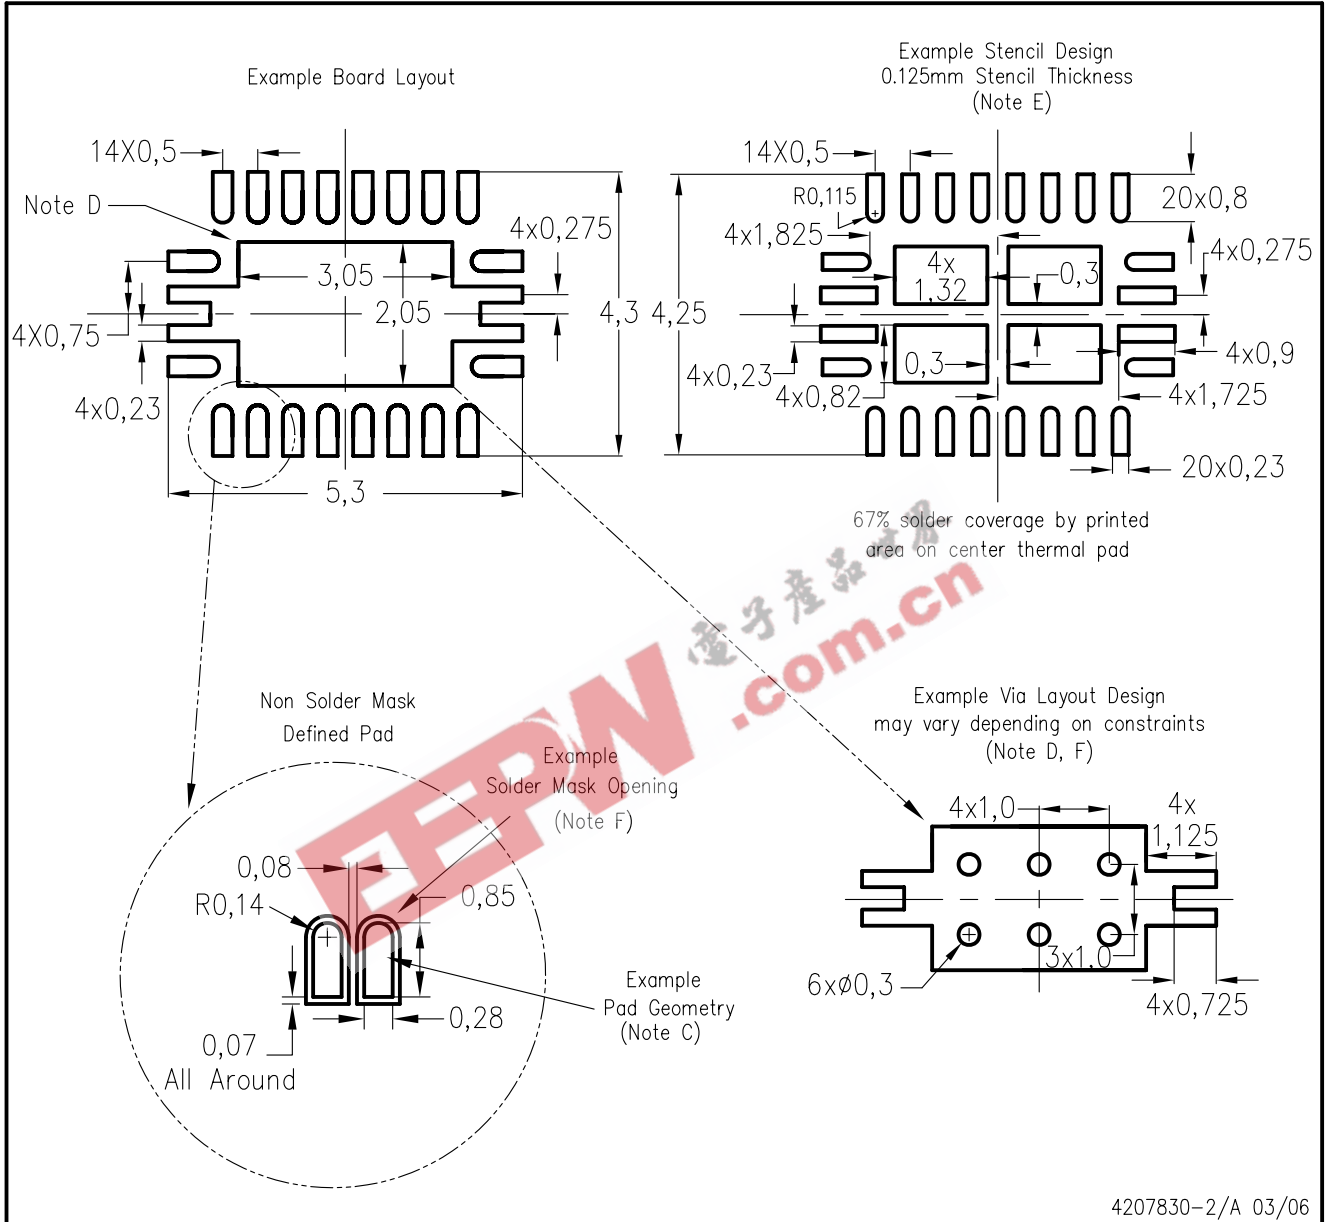 Example Board Layout
14X0,5
Note D
4x0,275
3,05
2,05
4,3
4X0,75
4x0,23
5,3
Example Stencil Design
0.125mm Stencil Thickness
(Note E)
14X0,5
R0,115
20x0,8
4x1,825
4x0,275
4x
1,32
0,3
4,25
0,3
4x0,9
4x0,23
4x0,82
4x1,725
20x0,23
67% solder coverage by printed
area on center thermal pad
電子產品世界
EEPW
.com.cn
Non Solder Mask
Defined Pad
Example
Solder Mask Opening
(Note F)
0,08
R0,14
0,85
Example
Pad Geometry
(Note C)
0,28
0,07
All Around
Example Via Layout Design
may vary depending on constraints
(Note D, F)
4x1,0
4x
1,125
3x1,0
6xø0,3
4x0,725
4207830-2/A 03/06